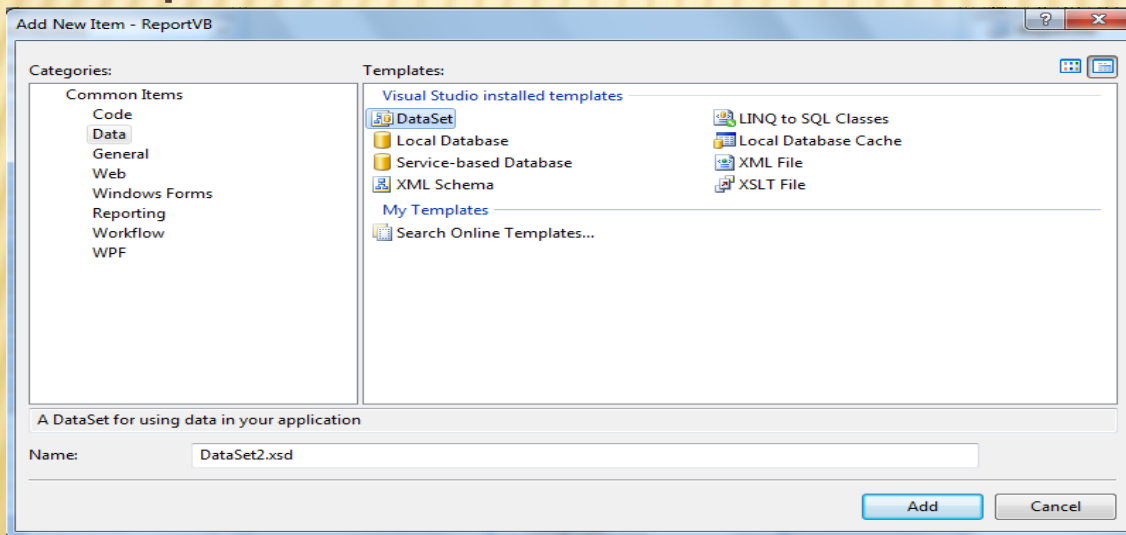 Add New Item - ReportVB
Categories:
Templates:
Common Items
Code
Data
General
Web
Windows Forms
Reporting
Workflow
WPF
Visual Studio installed templates
DataSet
LINQ to SQL Classes
Local Database
Local Database Cache
Service-based Database
XML File
XML Schema
XSLT File
My Templates
Search Online Templates...
A DataSet for using data in your application
Name:
DataSet2.xsd
Add
Cancel